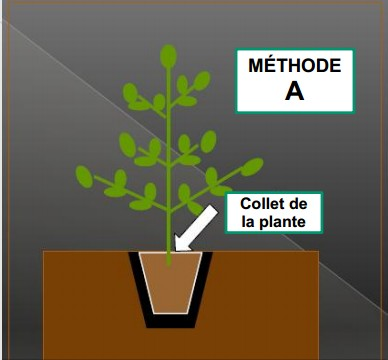 MÉTHODE
A
Collet de
la plante